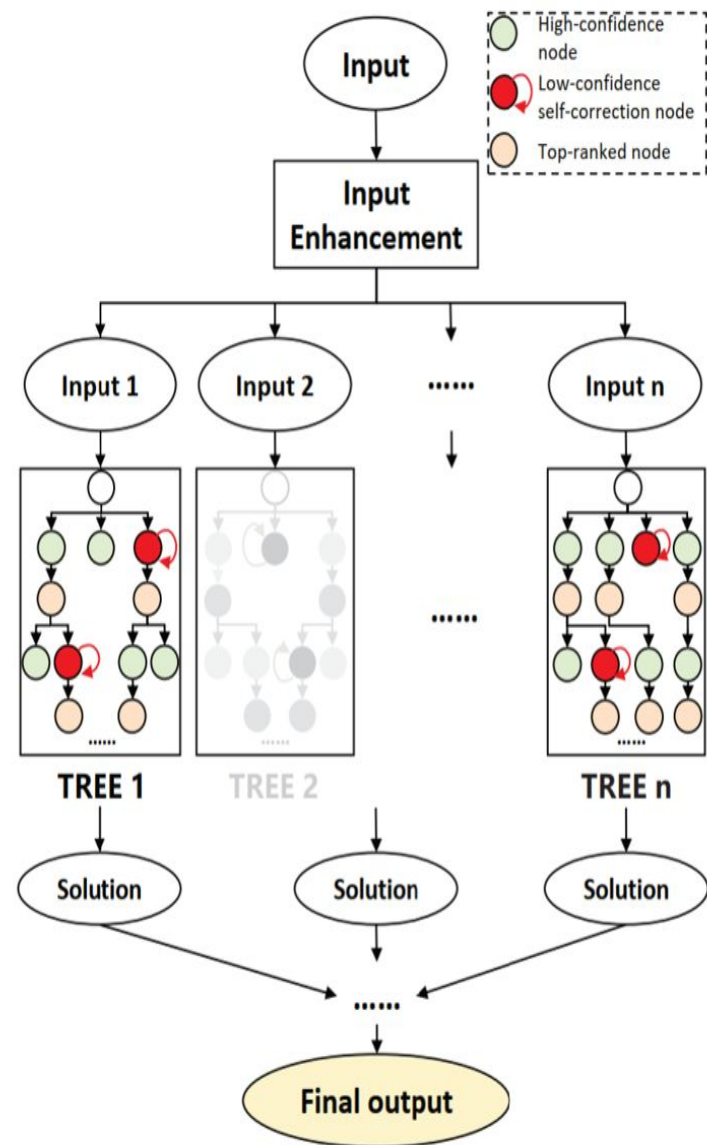 High-confidence
node
Low-confidence
self-correction node
Top-ranked node
Input
Input
Enhancement
Input 1
Input 2
……
Input n
……
……
……
……
TREE 1
TREE 2
TREE n
Solution
Solution
Solution
……
Final output